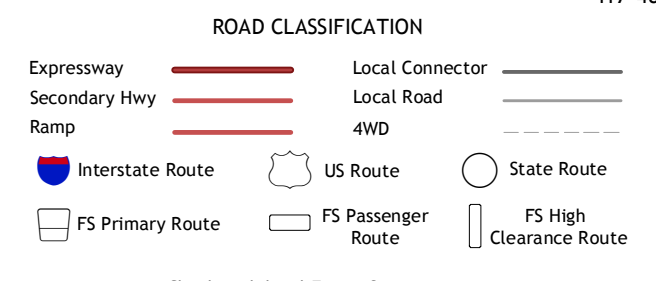 ROAD CLASSIFICATION
Expressway
Local Connector
Secondary Hwy
Local Road
Ramp
4WD
Interstate Route
US Route
State Route
FS Primary Route
FS Passenger
Route
FS High
Clearance Route